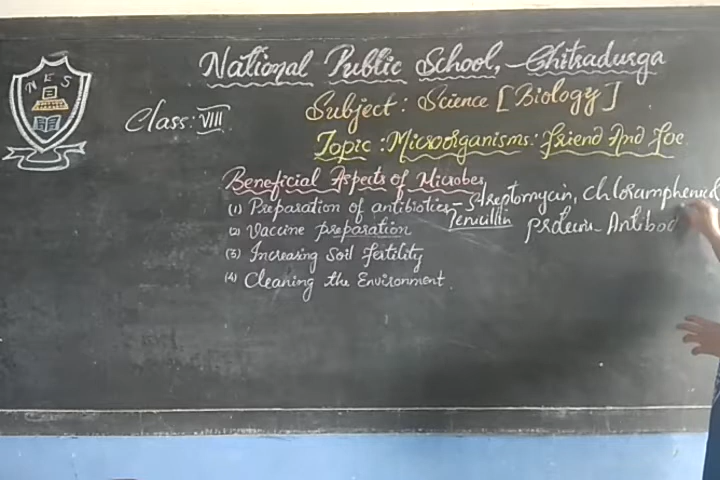 NES
National Public School, Chitradurga
Class: VIII
Subject: Science [Biology]
Topic: Microorganisms: Friend And Foe
Beneficial Aspects of Microbes
(1) Preparation of antibiotics - Streptomycin, Chloramphenicol
Penicillin
(2) Vaccine preparation
protein - Antibod
(3) Increasing Soil fertility
(4) Cleaning the Environment.